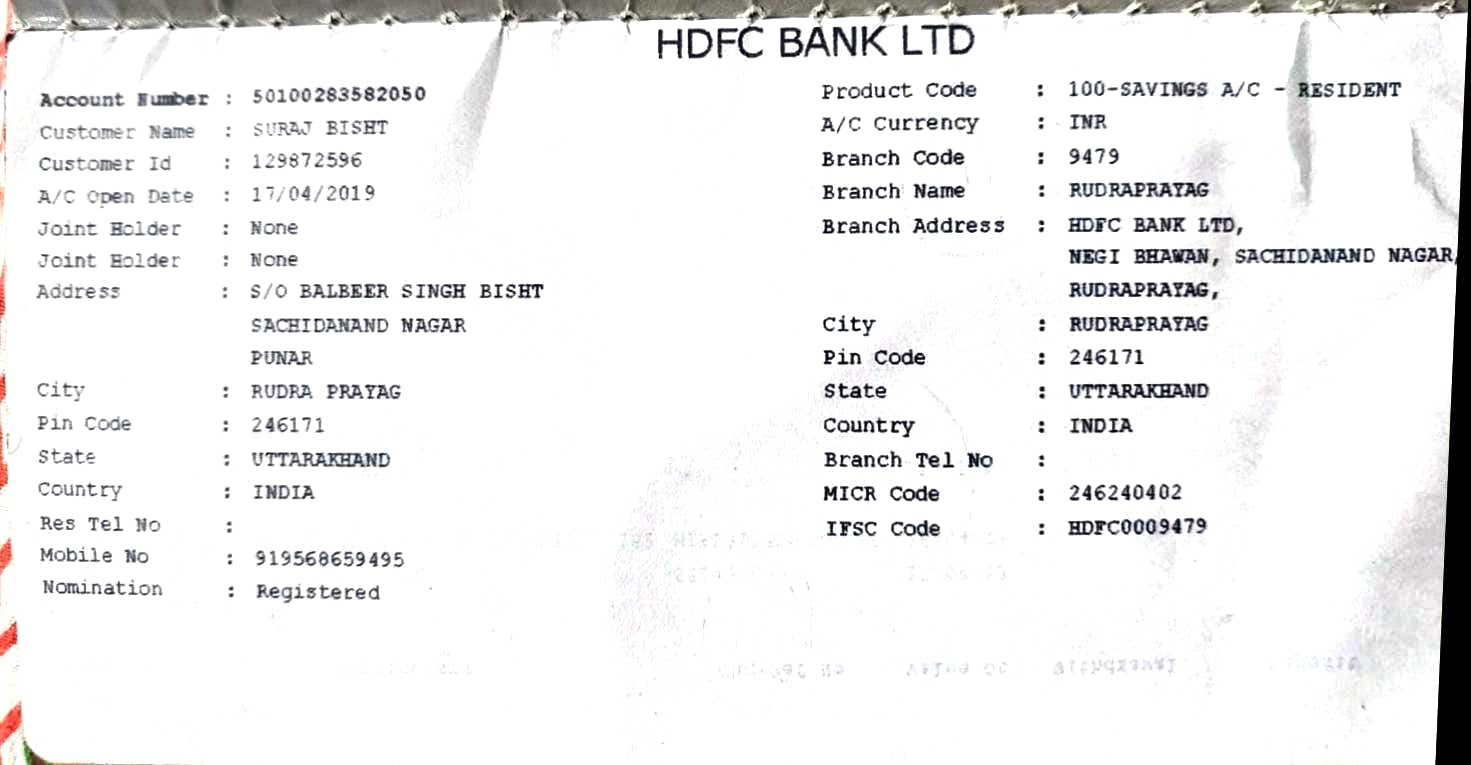 HDFC BANK LTD
Account Number : 50100283582050
Customer Name : SURAJ BISHT
Customer Id : 129872596
A/C Open Date : 17/04/2019
Joint Holder : None
Joint Holder : None
Address : S/O BALBEER SINGH BISHT
SACHIDANAND NAGAR
PUNAR
City : RUDRA PRAYAG
Pin Code : 246171
State : UTTARAKHAND
Country : INDIA
Res Tel No :
Mobile No : 919568659495
Nomination : Registered
Product Code : 100-SAVINGS A/C - RESIDENT
A/C Currency : INR
Branch Code : 9479
Branch Name : RUDRAPRAYAG
Branch Address : HDFC BANK LTD,
NEGI BHAWAN, SACHIDANAND NAGAR,
RUDRAPRAYAG,
City : RUDRAPRAYAG
Pin Code : 246171
State : UTTARAKHAND
Country : INDIA
Branch Tel No :
MICR Code : 246240402
IFSC Code : HDFC0009479